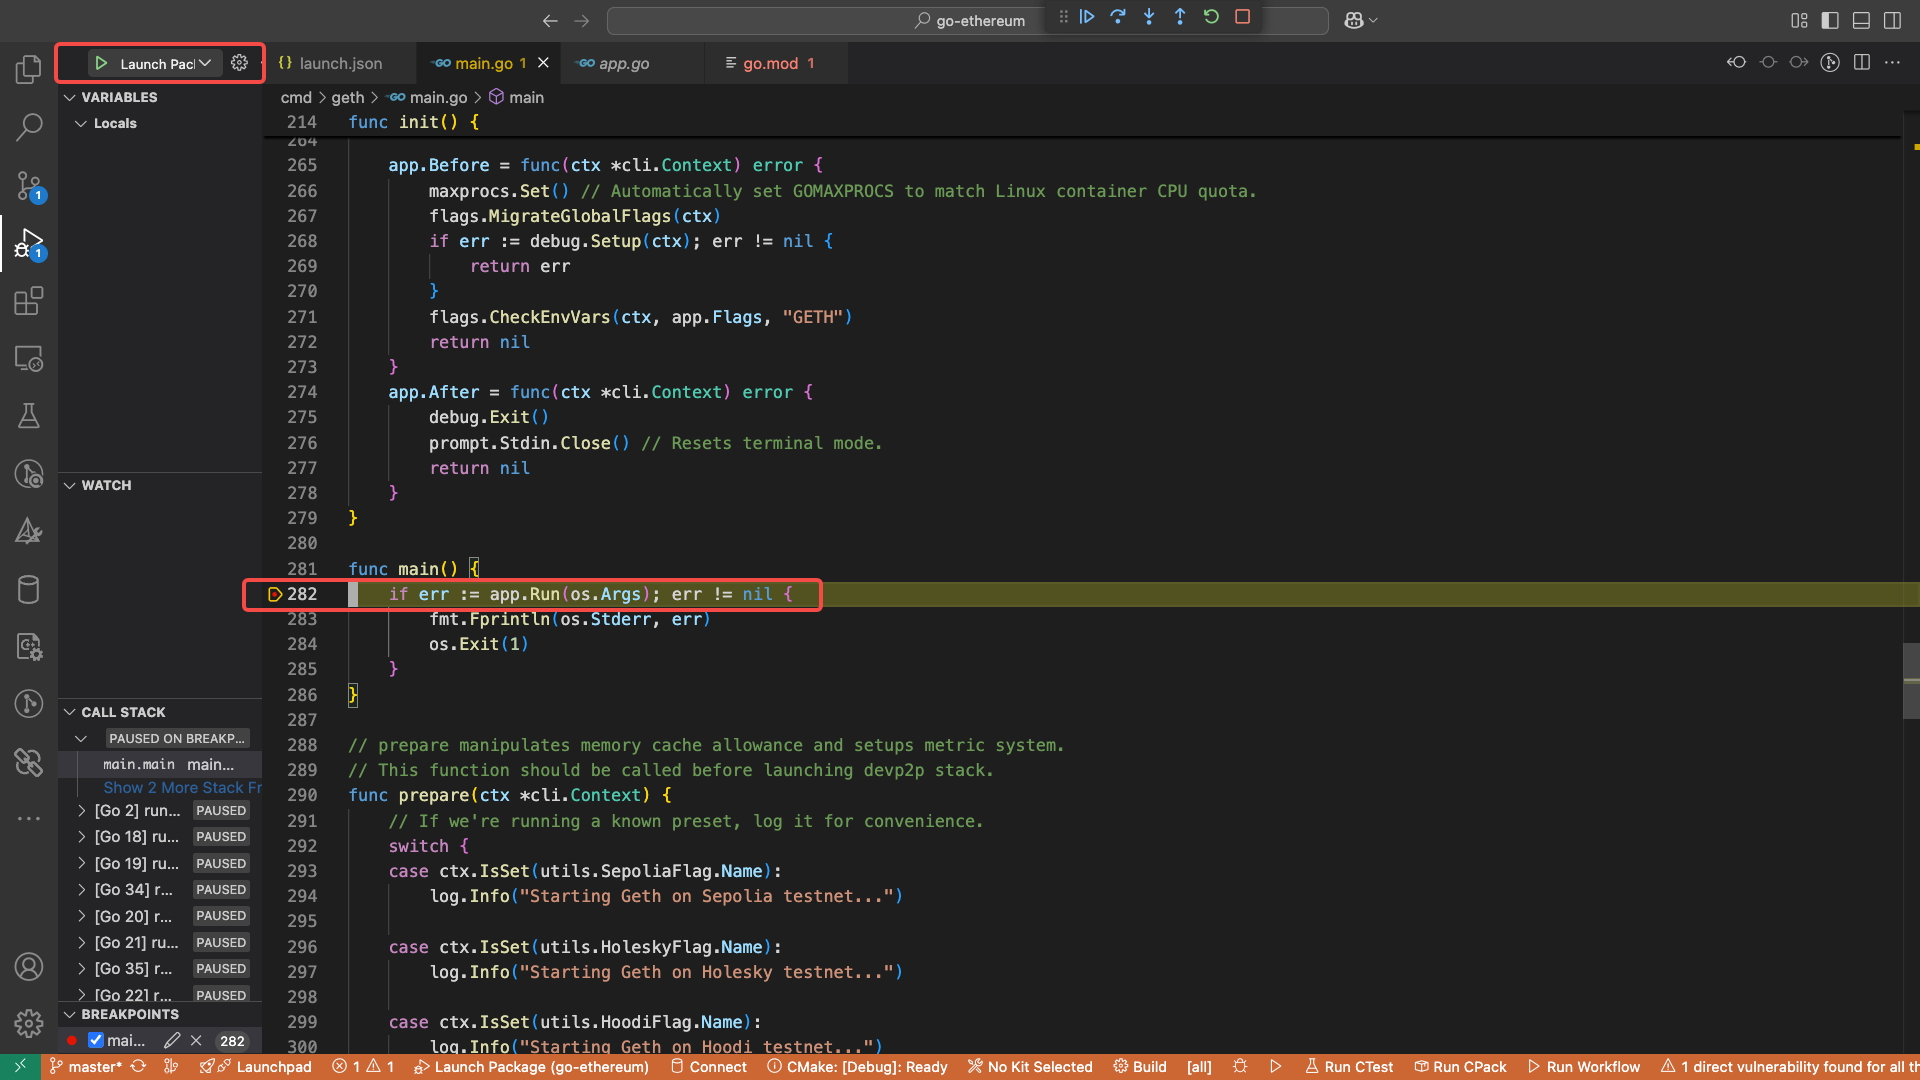 go-ethereum
Launch Pacl
launch.json
main.go 1
app.go
go.mod 1
VARIABLES
Locals
WATCH
CALL STACK
PAUSED ON BREAKP...
main.main main...
Show 2 More Stack Fr
[Go 2] run... PAUSED
[Go 18] ru... PAUSED
[Go 19] ru... PAUSED
[Go 34] r... PAUSED
[Go 20] r... PAUSED
[Go 21] ru... PAUSED
[Go 35] r... PAUSED
[Go 22] r... PAUSED
BREAKPOINTS
mai... 282
1
1
cmd > geth > main.go > main
214 func init() {
264
265 app.Before = func(ctx *cli.Context) error {
266 maxprocs.Set() // Automatically set GOMAXPROCS to match Linux container CPU quota.
267 flags.MigrateGlobalFlags(ctx)
268 if err := debug.Setup(ctx); err != nil {
269 return err
270 }
271 flags.CheckEnvVars(ctx, app.Flags, "GETH")
272 return nil
273 }
274 app.After = func(ctx *cli.Context) error {
275 debug.Exit()
276 prompt.Stdin.Close() // Resets terminal mode.
277 return nil
278 }
279 }
280
281 func main() {
282 if err := app.Run(os.Args); err != nil {
283 fmt.Fprintln(os.Stderr, err)
284 os.Exit(1)
285 }
286 }
287
288 // prepare manipulates memory cache allowance and setups metric system.
289 // This function should be called before launching devp2p stack.
290 func prepare(ctx *cli.Context) {
291 // If we're running a known preset, log it for convenience.
292 switch {
293 case ctx.IsSet(utils.SepoliaFlag.Name):
294 log.Info("Starting Geth on Sepolia testnet...")
295
296 case ctx.IsSet(utils.HoleskyFlag.Name):
297 log.Info("Starting Geth on Holesky testnet...")
298
299 case ctx.IsSet(utils.HoodiFlag.Name):
300 log.Info("Starting Geth on Hoodi testnet...")
master* Launchpad 1 1 Launch Package (go-ethereum) Connect CMake: [Debug]: Ready No Kit Selected Build [all] Run CTest Run CPack Run Workflow 1 direct vulnerability found for all th